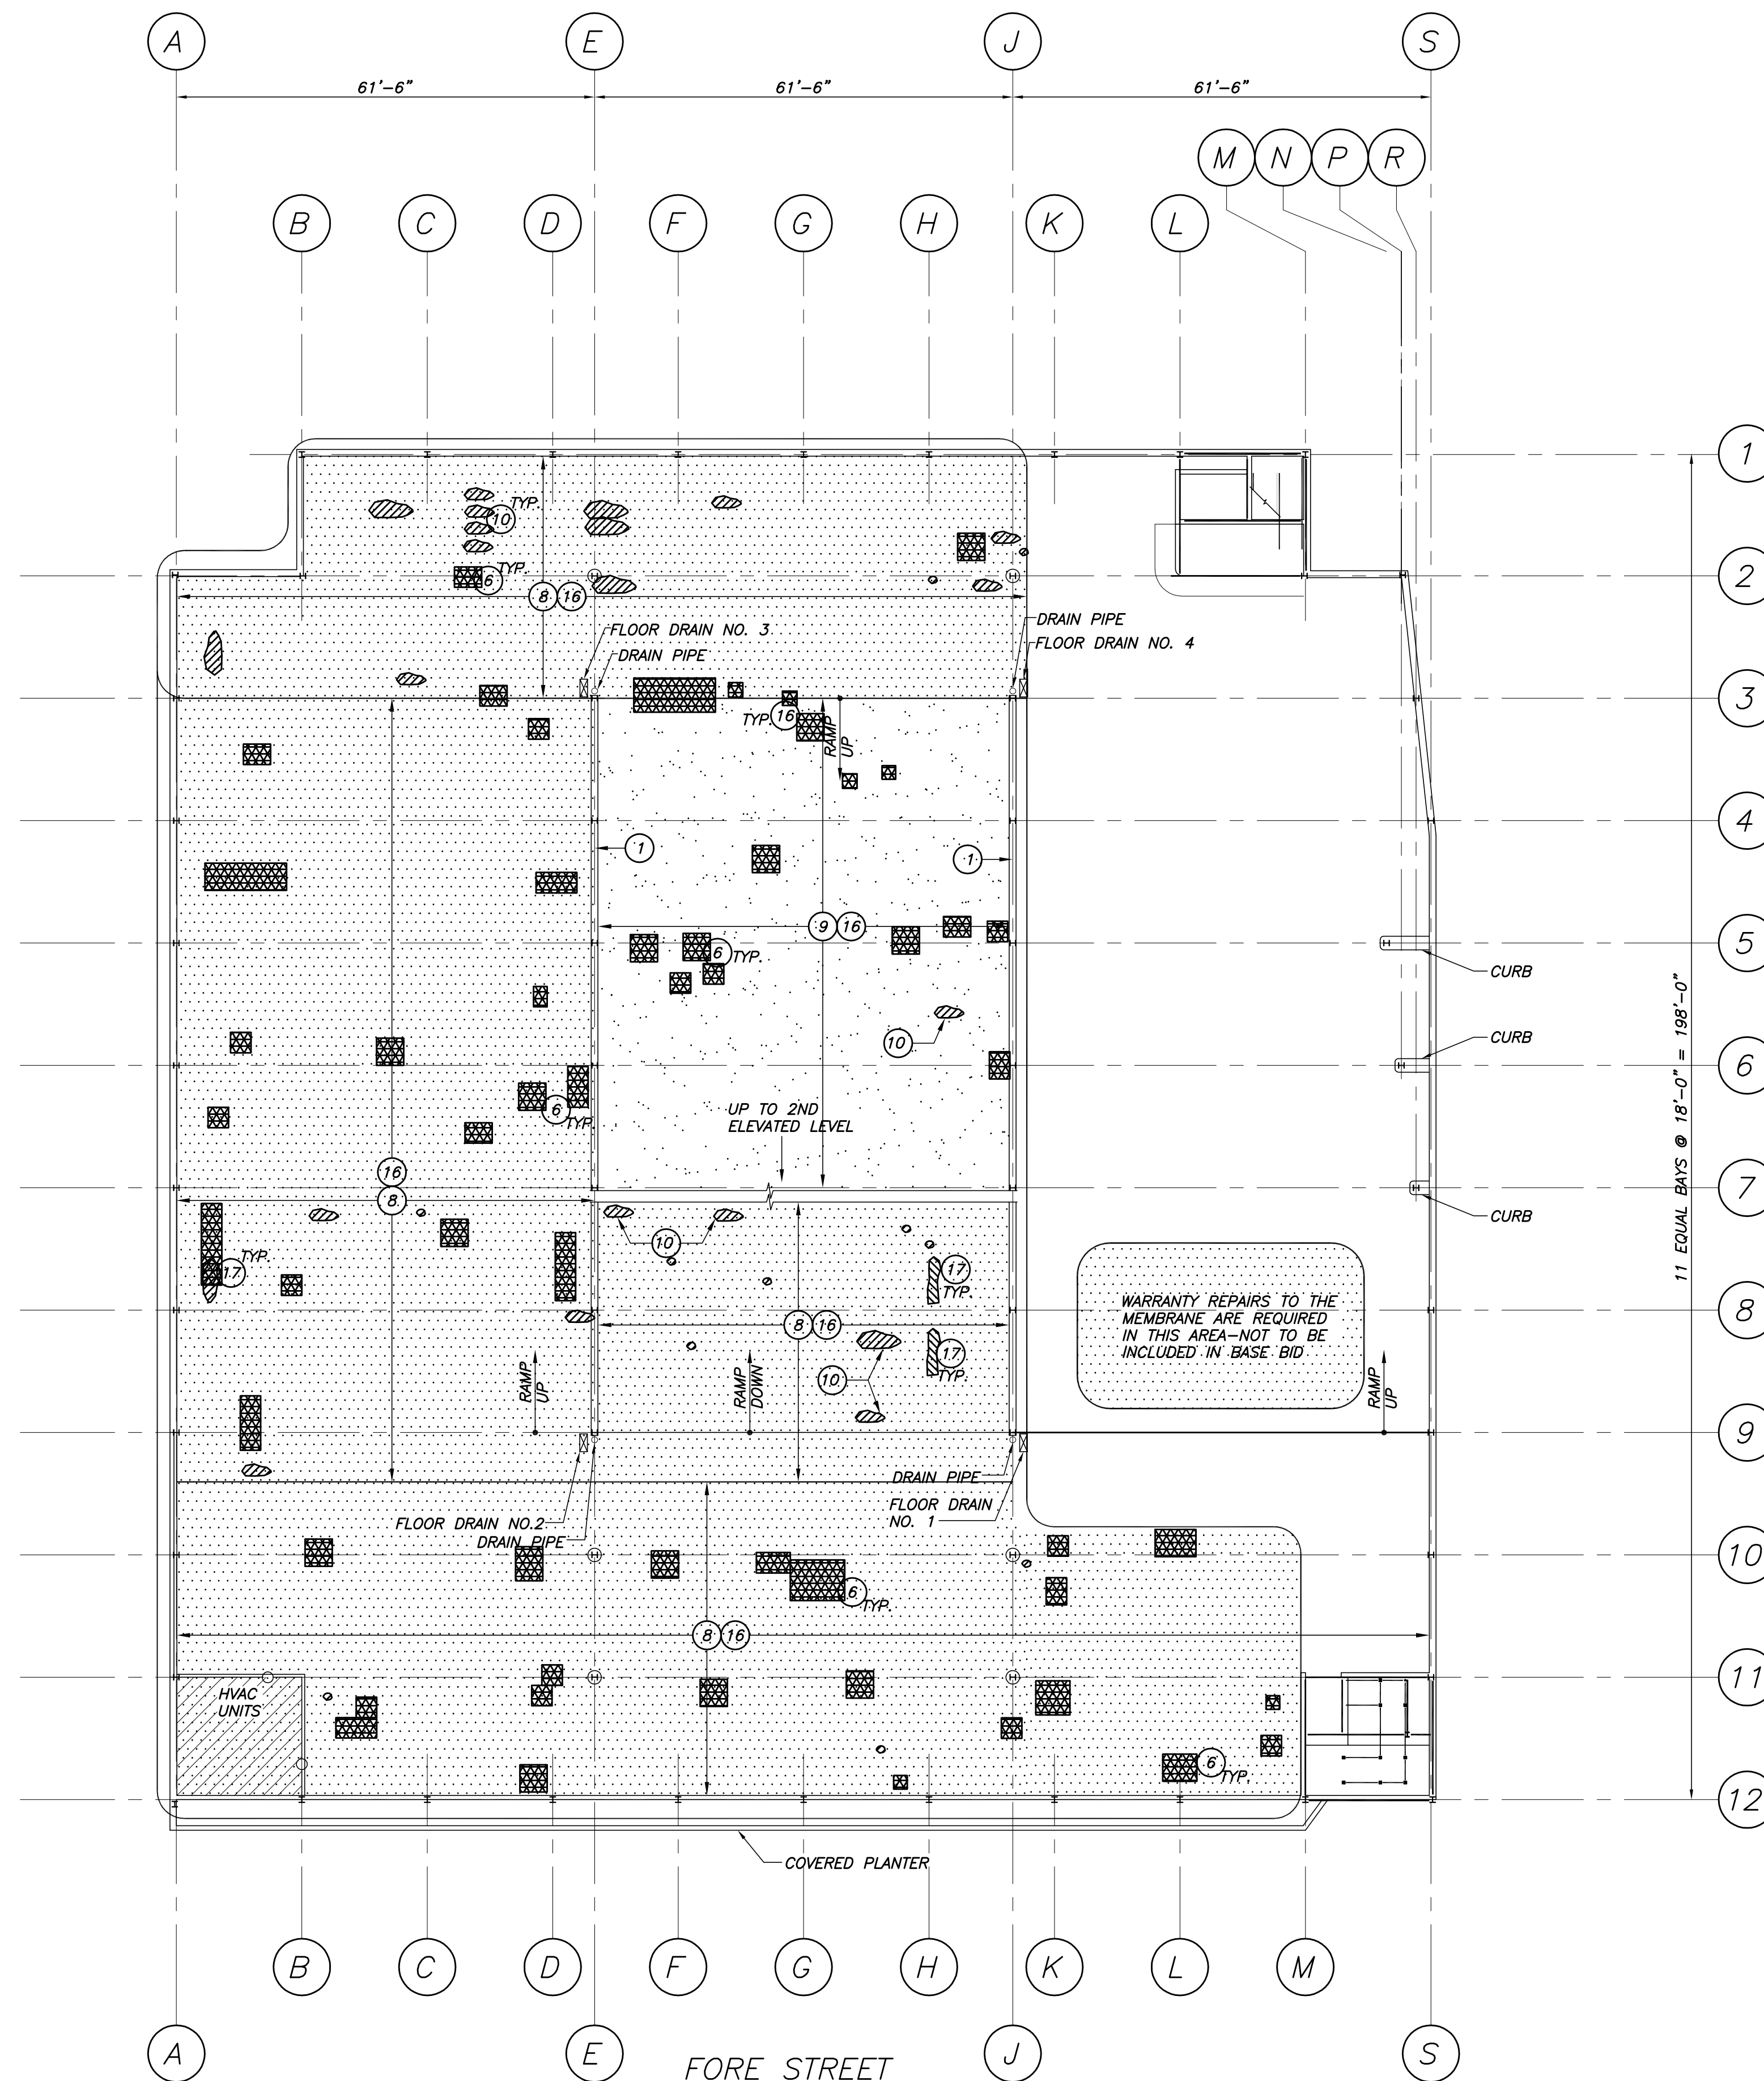 A
E
J
S
61'-6"
61'-6"
61'-6"
M
N
P
R
B
C
D
F
G
H
K
L
1
TYP.
10
TYP.
6
2
8
16
DRAIN PIPE
FLOOR DRAIN NO. 3
FLOOR DRAIN NO. 4
DRAIN PIPE
3
TYP.
16
RAMP
UP
4
1
1
9
16
5
6
TYP.
CURB
11 EQUAL BAYS @ 18'-0" = 198'-0"
10
CURB
6
6
TYP.
UP TO 2ND
ELEVATED LEVEL
16
8
7
CURB
10
TYP.
17
17
TYP.
WARRANTY REPAIRS TO THE
MEMBRANE ARE REQUIRED
IN THIS AREA-NOT TO BE
INCLUDED IN BASE BID
8
8
16
17
TYP.
10
RAMP
UP
RAMP
DOWN
RAMP
UP
9
DRAIN PIPE
FLOOR DRAIN
NO. 1
FLOOR DRAIN NO.2
DRAIN PIPE
10
6
TYP.
8
16
11
HVAC
UNITS
6
TYP.
12
COVERED PLANTER
B
C
D
F
G
H
K
L
M
A
E
J
S
FORE STREET